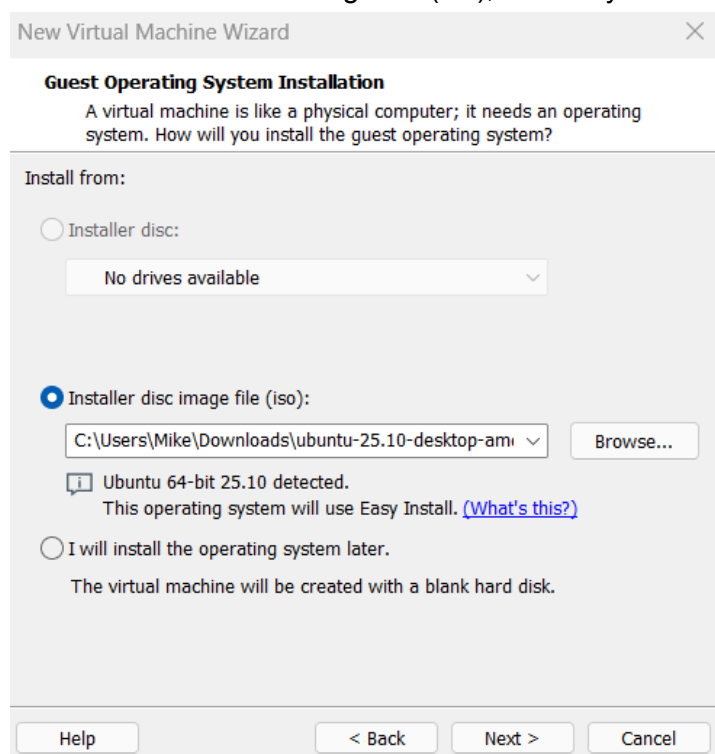 New Virtual Machine Wizard
Guest Operating System Installation
A virtual machine is like a physical computer; it needs an operating
system. How will you install the guest operating system?
Install from:
Installer disc:
No drives available
Installer disc image file (iso):
C:\Users\Mike\Downloads\ubuntu-25.10-desktop-am
Browse...
Ubuntu 64-bit 25.10 detected.
This operating system will use Easy Install. (What's this?)
I will install the operating system later.
The virtual machine will be created with a blank hard disk.
Help
< Back
Next >
Cancel